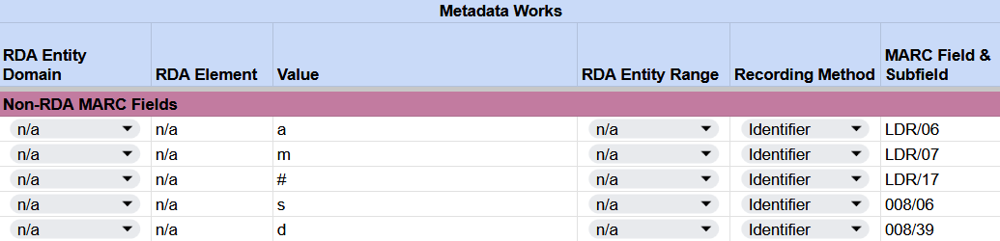 Metadata Works
RDA Entity Domain RDA Element Value RDA Entity Range Recording Method MARC Field & Subfield
Non-RDA MARC Fields
n/a n/a a n/a Identifier LDR/06
n/a n/a m n/a Identifier LDR/07
n/a n/a # n/a Identifier LDR/17
n/a n/a s n/a Identifier 008/06
n/a n/a d n/a Identifier 008/39